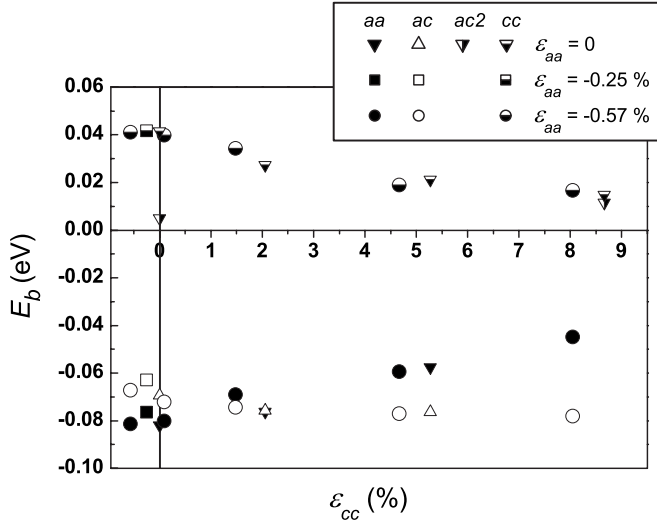 aa ac ac2 cc
εaa = 0
εaa = -0.25 %
εaa = -0.57 %
0.06
0.04
0.02
0.00
-0.02
-0.04
-0.06
-0.08
-0.10
0 1 2 3 4 5 6 7 8 9
Eb (eV)
εcc (%)